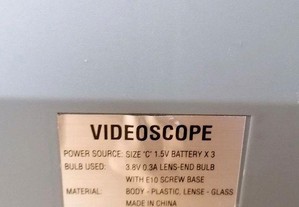 VIDEOSCOPE
POWER SOURCE: SIZE "C" 1.5V BATTERY X 3
BULB USED: 3.8V 0.3A LENS-END BULB
WITH E10 SCREW BASE
MATERIAL: BODY - PLASTIC. LENSE - GLASS
MADE IN CHINA